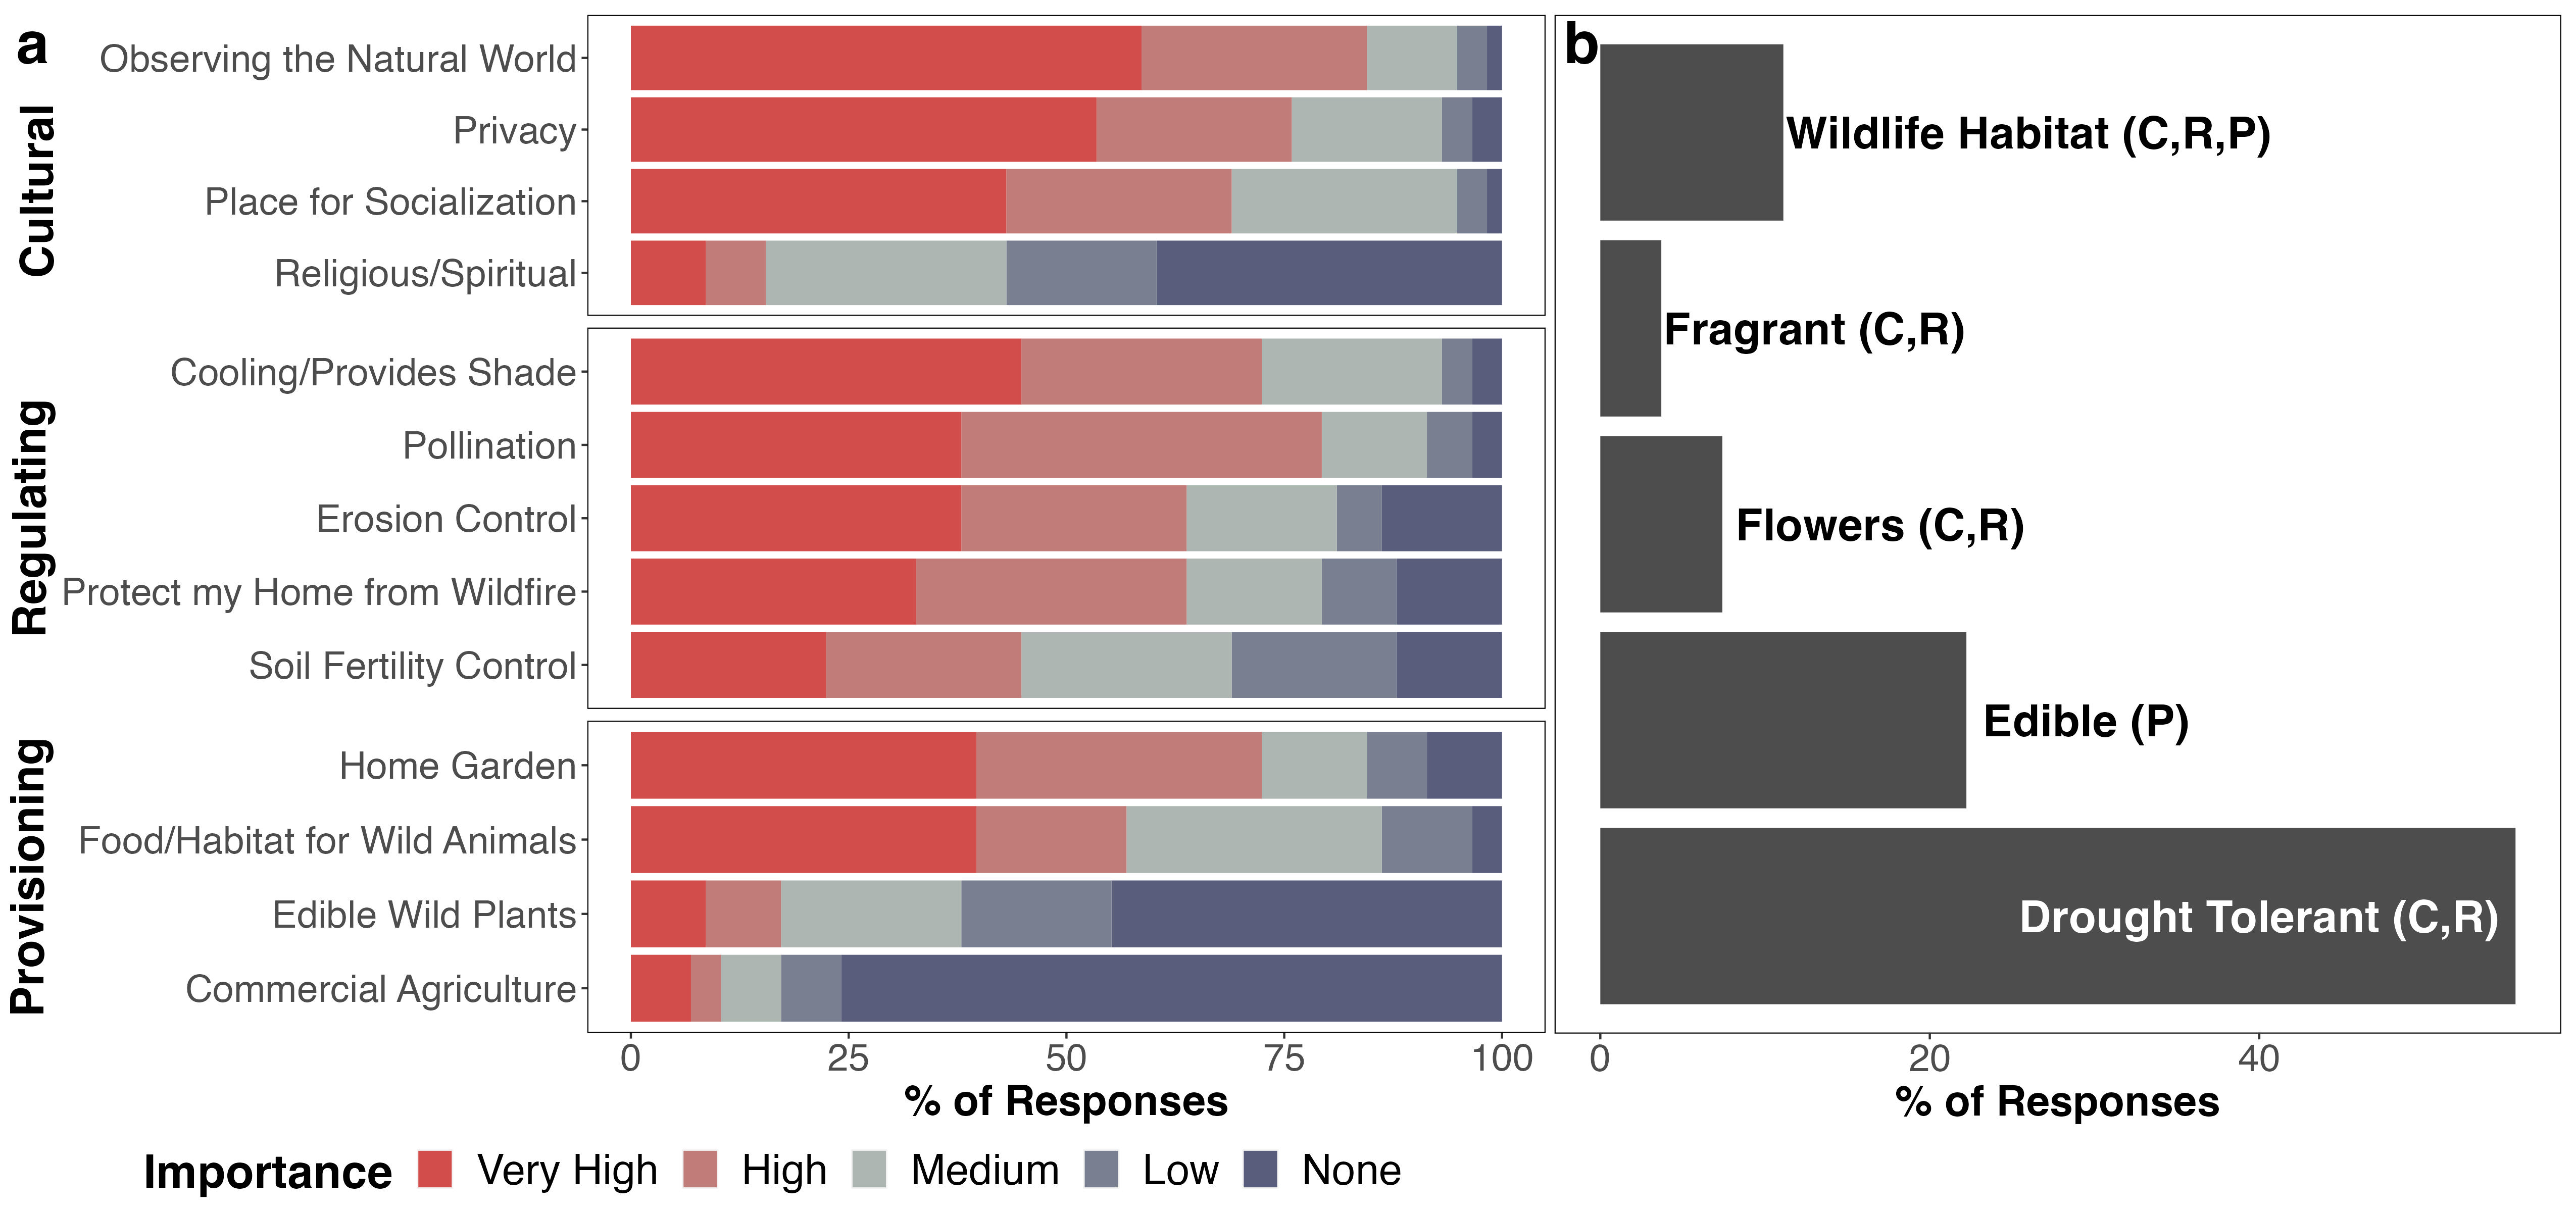 a
Cultural
Observing the Natural World
Privacy
Place for Socialization
Religious/Spiritual
Regulating
Cooling/Provides Shade
Pollination
Erosion Control
Protect my Home from Wildfire
Soil Fertility Control
Provisioning
Home Garden
Food/Habitat for Wild Animals
Edible Wild Plants
Commercial Agriculture
0 25 50 75 100
% of Responses
Importance Very High High Medium Low None
b
Wildlife Habitat (C,R,P)
Fragrant (C,R)
Flowers (C,R)
Edible (P)
Drought Tolerant (C,R)
0 20 40
% of Responses